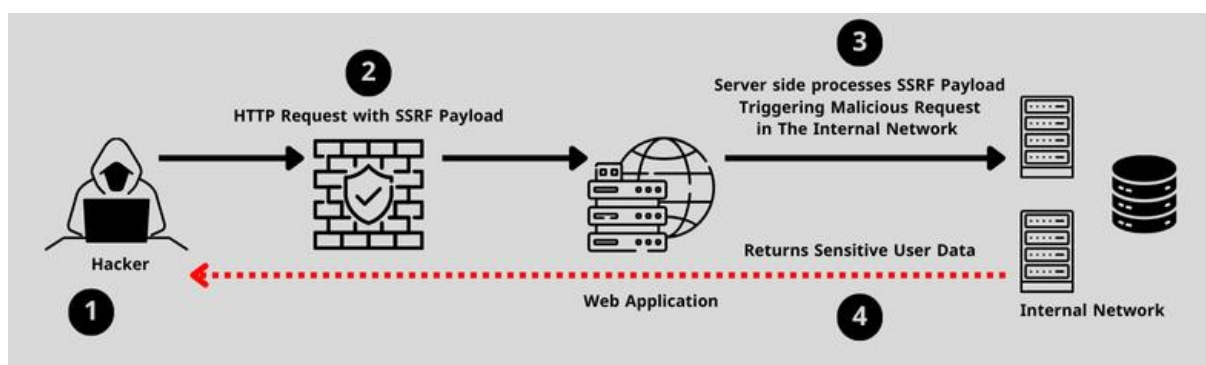 3
2
Server side processes SSRF Payload
Triggering Malicious Request
in The Internal Network
HTTP Request with SSRF Payload
Returns Sensitive User Data
Hacker
Web Application
1
4
Internal Network